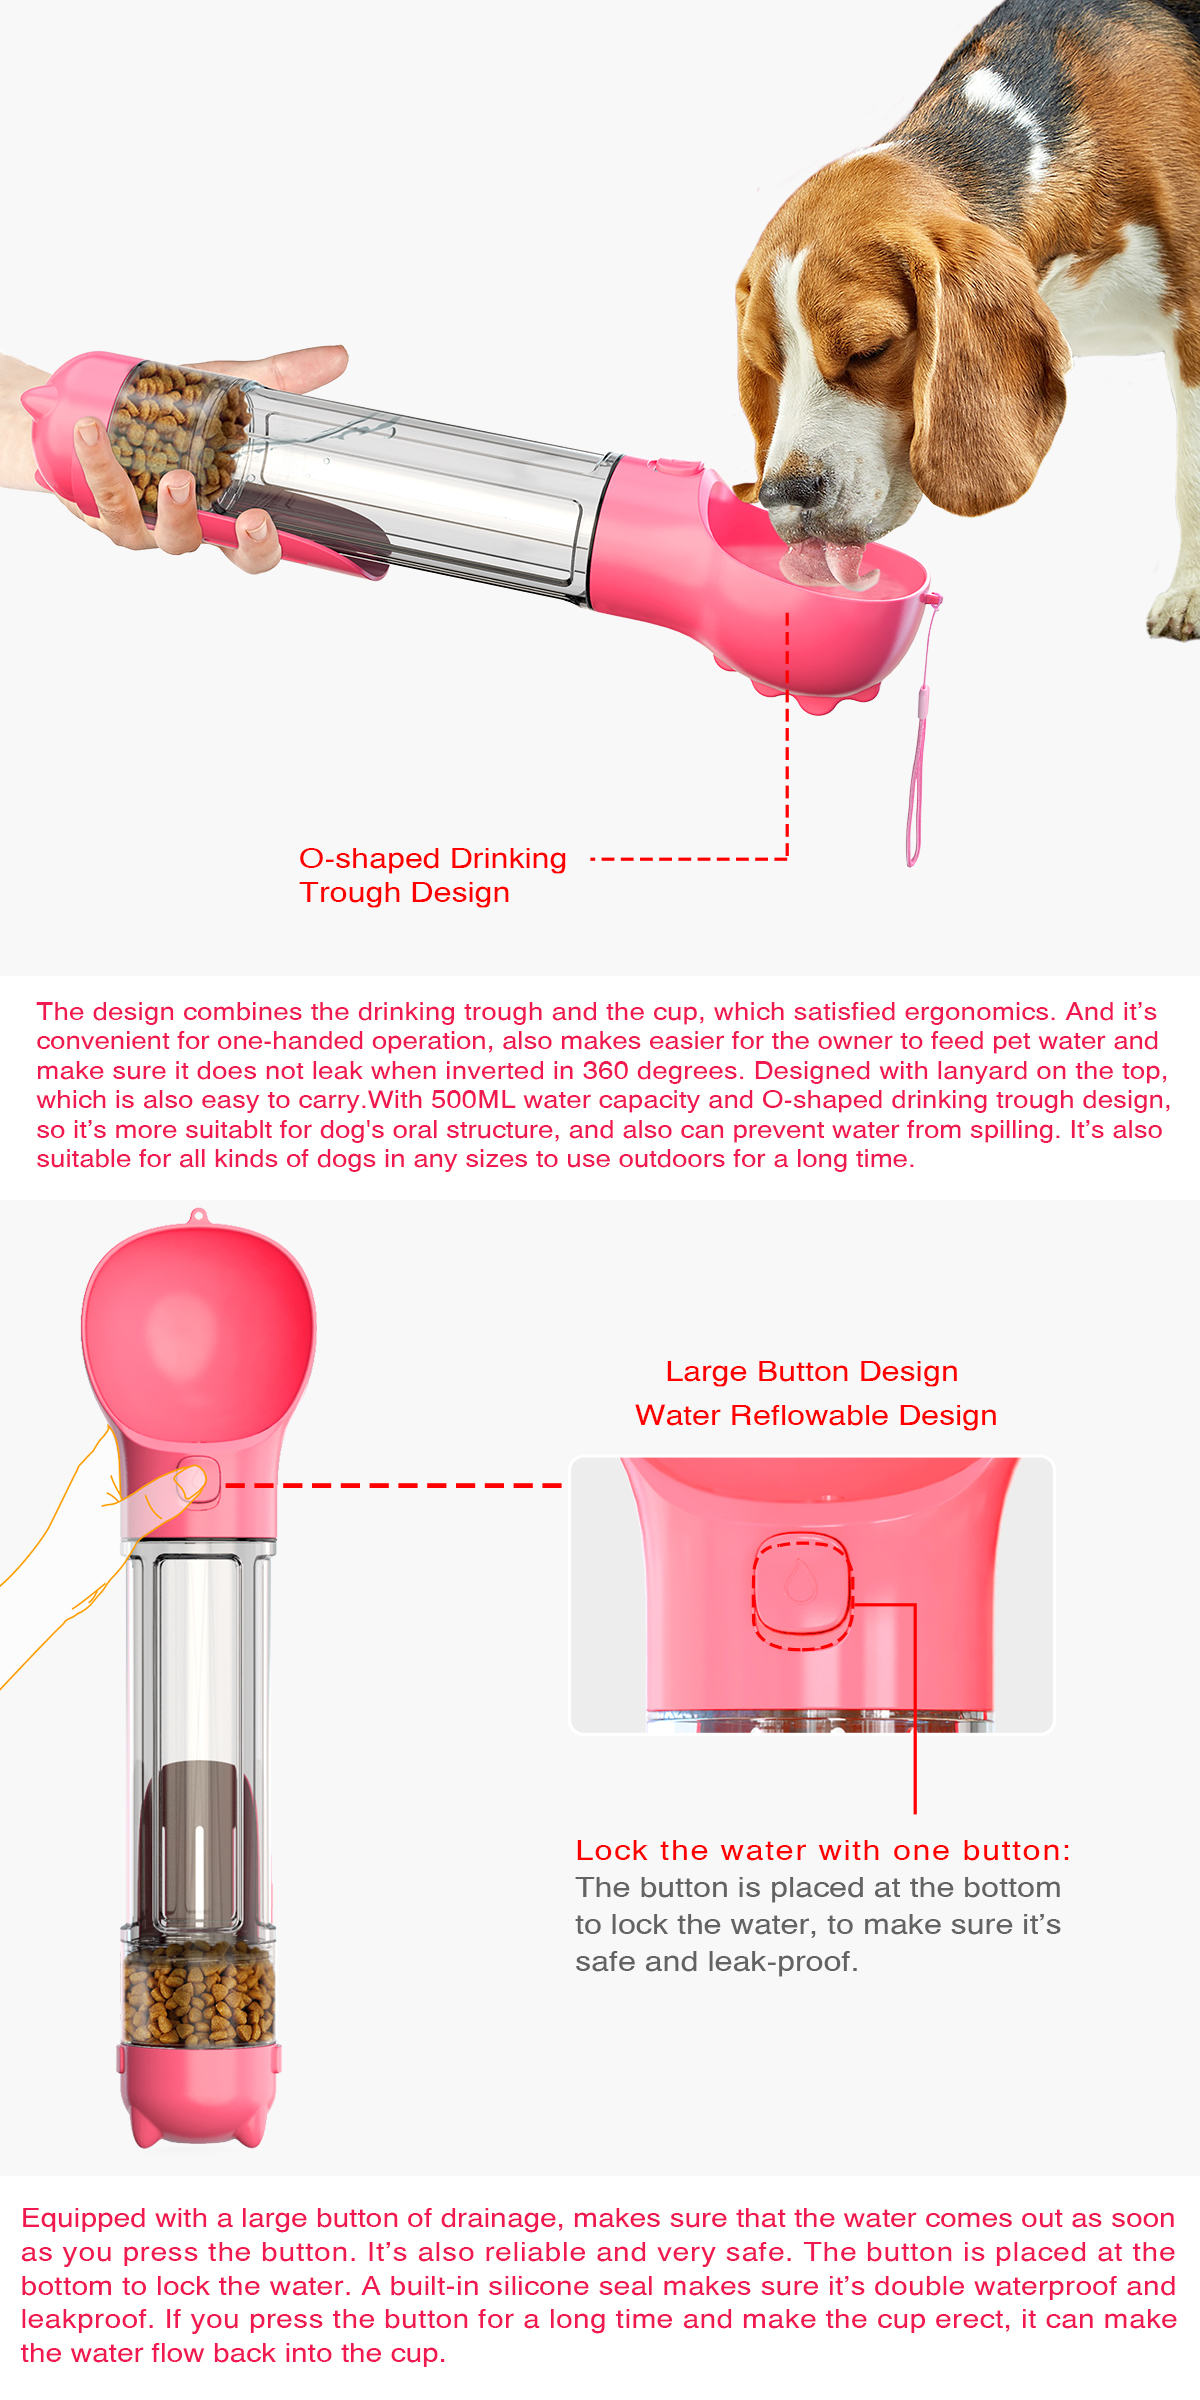 O-shaped Drinking
Trough Design
The design combines the drinking trough and the cup, which satisfied ergonomics. And it’s
convenient for one-handed operation, also makes easier for the owner to feed pet water and
make sure it does not leak when inverted in 360 degrees. Designed with lanyard on the top,
which is also easy to carry.With 500ML water capacity and O-shaped drinking trough design,
so it’s more suitablt for dog's oral structure, and also can prevent water from spilling. It’s also
suitable for all kinds of dogs in any sizes to use outdoors for a long time.
Large Button Design
Water Reflowable Design
Lock the water with one button:
The button is placed at the bottom
to lock the water, to make sure it’s
safe and leak-proof.
Equipped with a large button of drainage, makes sure that the water comes out as soon
as you press the button. It’s also reliable and very safe. The button is placed at the
bottom to lock the water. A built-in silicone seal makes sure it’s double waterproof and
leakproof. If you press the button for a long time and make the cup erect, it can make
the water flow back into the cup.